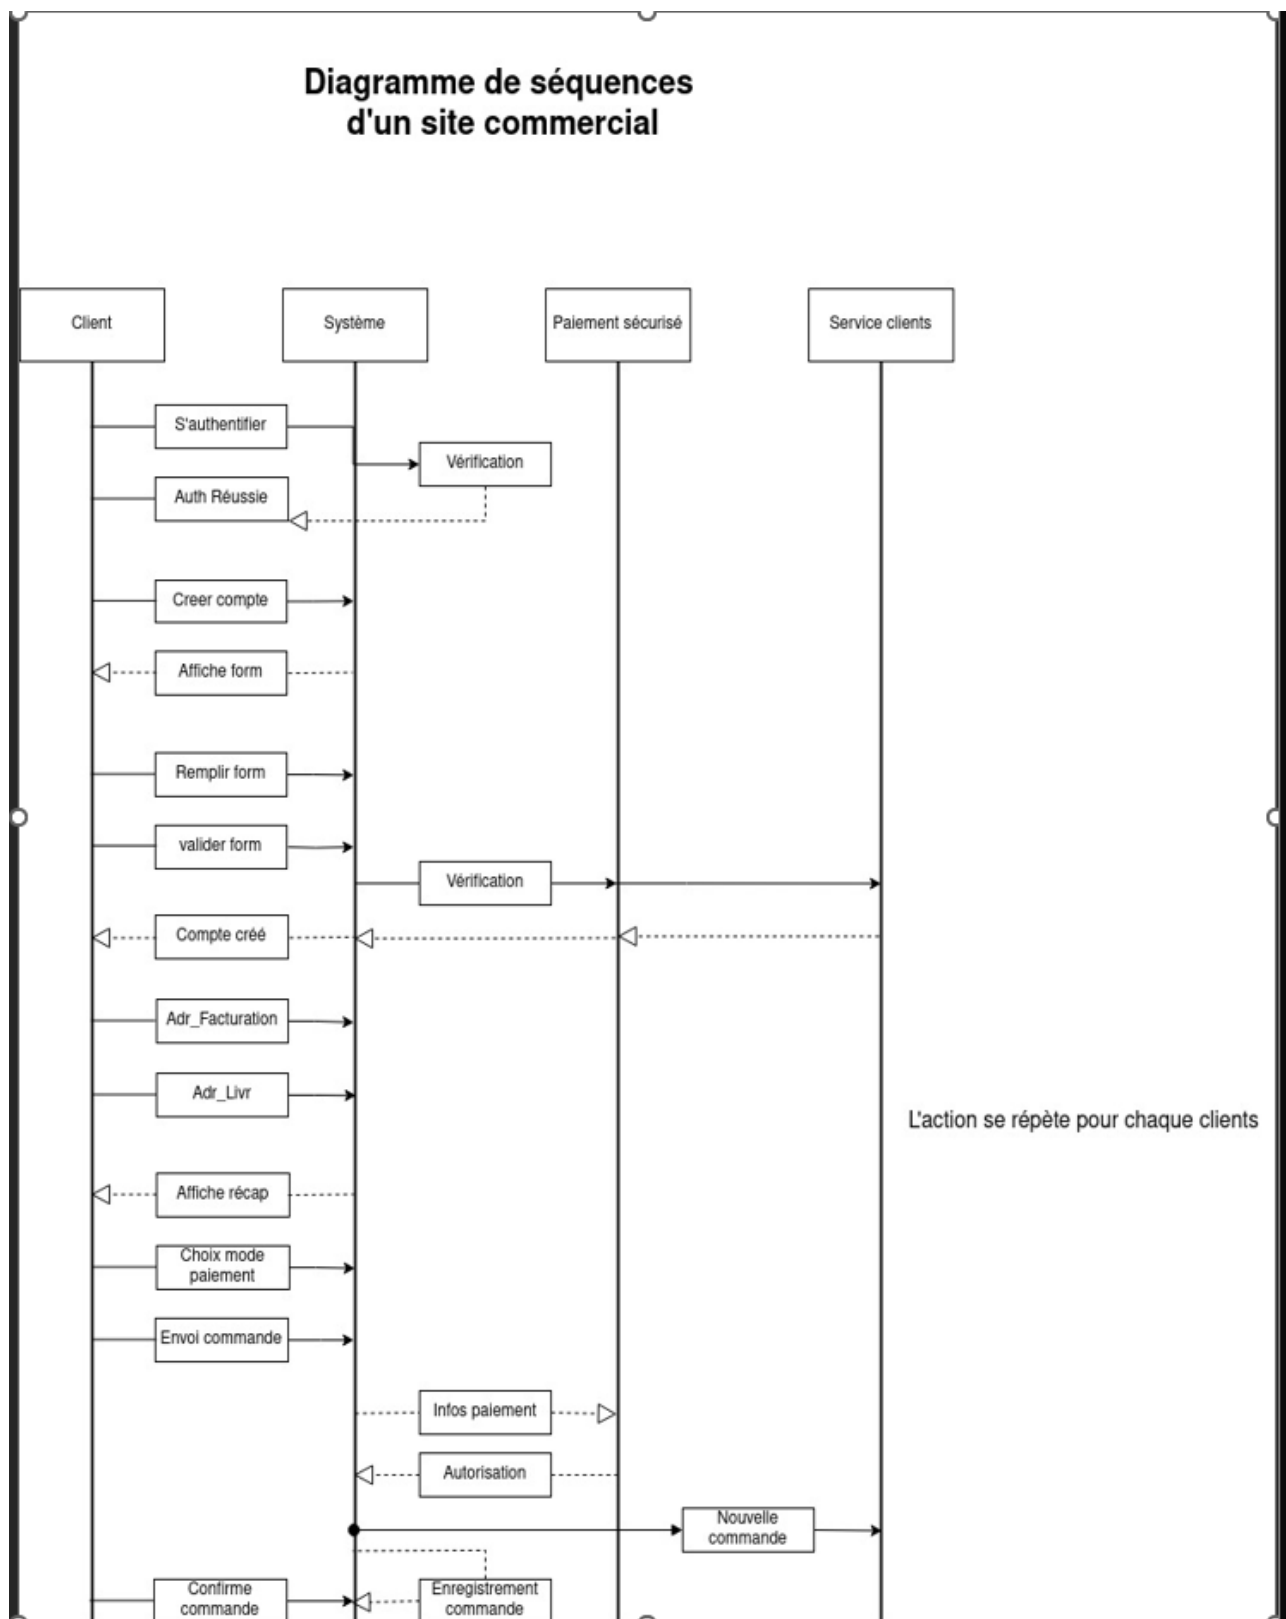 Diagramme de séquences
d'un site commercial
Client
Système
Paiement sécurisé
Service clients
S'authentifier
Vérification
Auth Réussie
Creer compte
Affiche form
Remplir form
valider form
Vérification
Compte créé
Adr_Facturation
Adr_Livr
L'action se répète pour chaque clients
Affiche récap
Choix mode
paiement
Envoi commande
Infos paiement
Autorisation
Nouvelle
commande
Confirme
commande
Enregistrement
commande